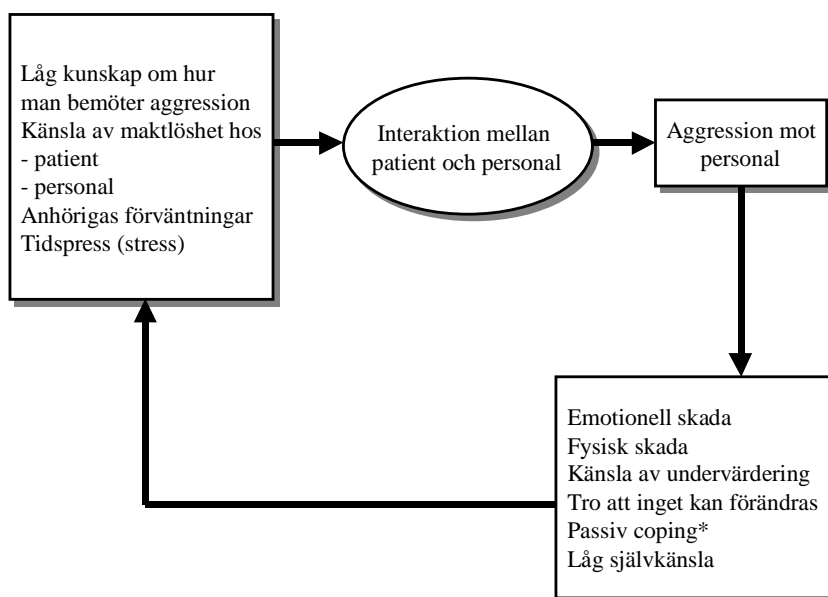 Låg kunskap om hur
man bemöter aggression
Känsla av maktlöshet hos
- patient
- personal
Anhörigas förväntningar
Tidspress (stress)
Interaktion mellan
patient och personal
Aggression mot
personal
Emotionell skada
Fysisk skada
Känsla av undervärdering
Tro att inget kan förändras
Passiv coping*
Låg självkänsla